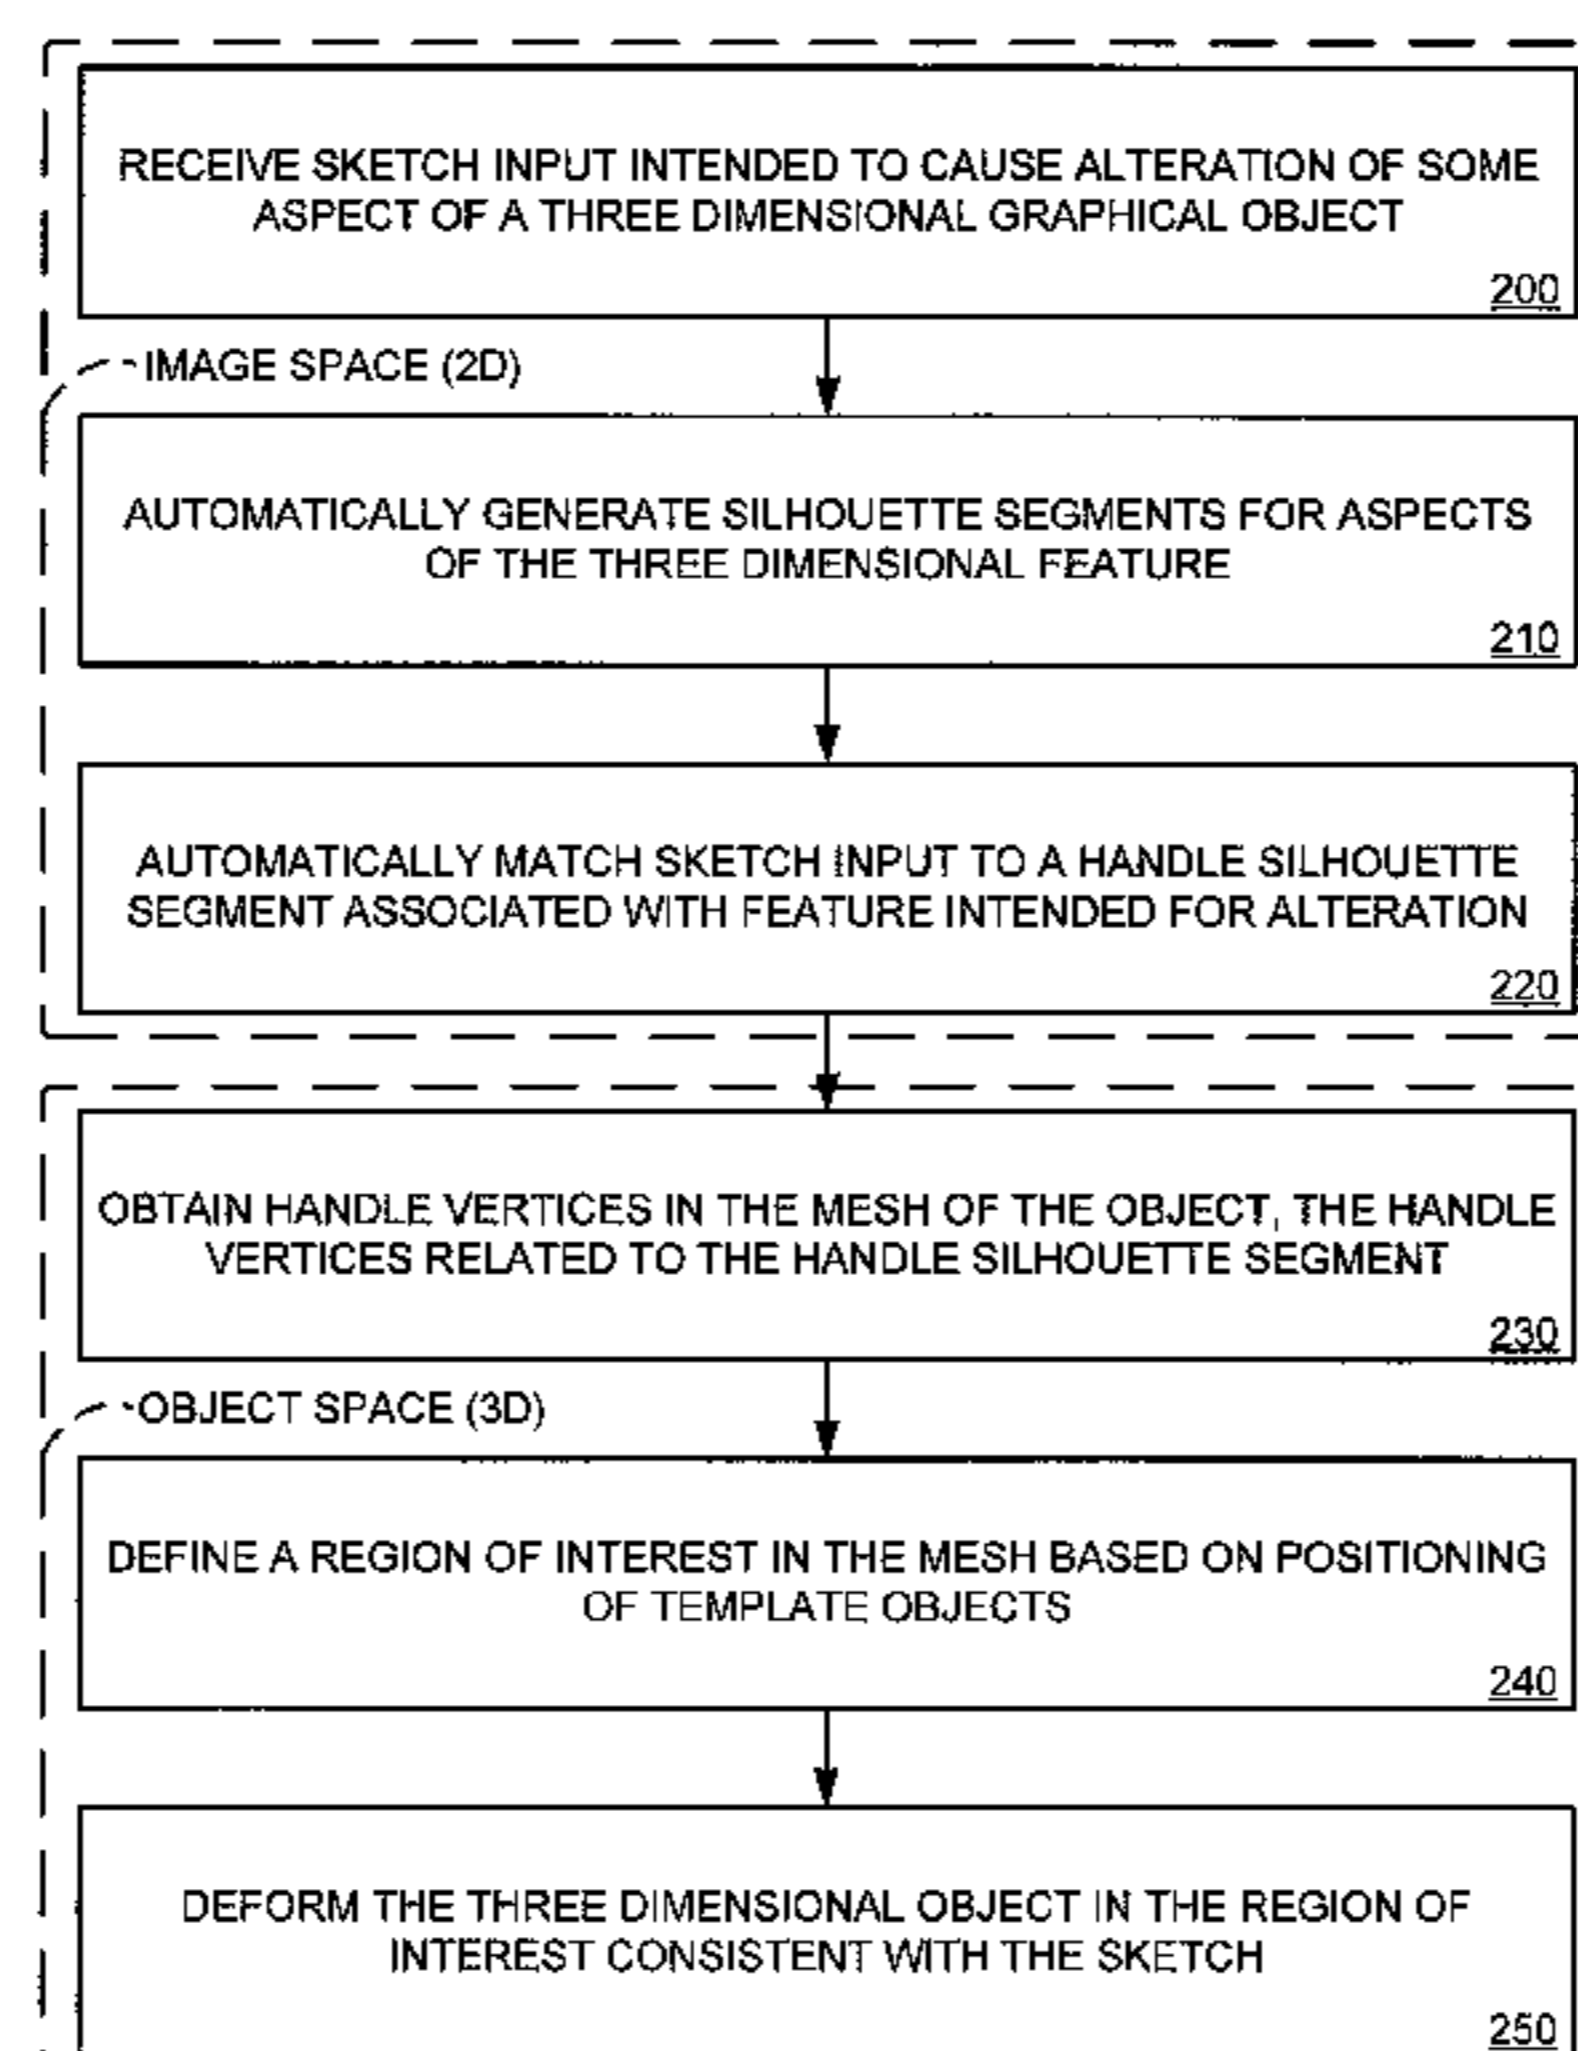 RECEIVE SKETCH INPUT INTENDED TO CAUSE ALTERATION OF SOME
ASPECT OF A THREE DIMENSIONAL GRAPHICAL OBJECT
200
IMAGE SPACE (2D)
AUTOMATICALLY GENERATE SILHOUETTE SEGMENTS FOR ASPECTS
OF THE THREE DIMENSIONAL FEATURE
210
AUTOMATICALLY MATCH SKETCH INPUT TO A HANDLE SILHOUETTE
SEGMENT ASSOCIATED WITH FEATURE INTENDED FOR ALTERATION
220
OBTAIN HANDLE VERTICES IN THE MESH OF THE OBJECT, THE HANDLE
VERTICES RELATED TO THE HANDLE SILHOUETTE SEGMENT
230
OBJECT SPACE (3D)
DEFINE A REGION OF INTEREST IN THE MESH BASED ON POSITIONING
OF TEMPLATE OBJECTS
240
DEFORM THE THREE DIMENSIONAL OBJECT IN THE REGION OF
INTEREST CONSISTENT WITH THE SKETCH
250